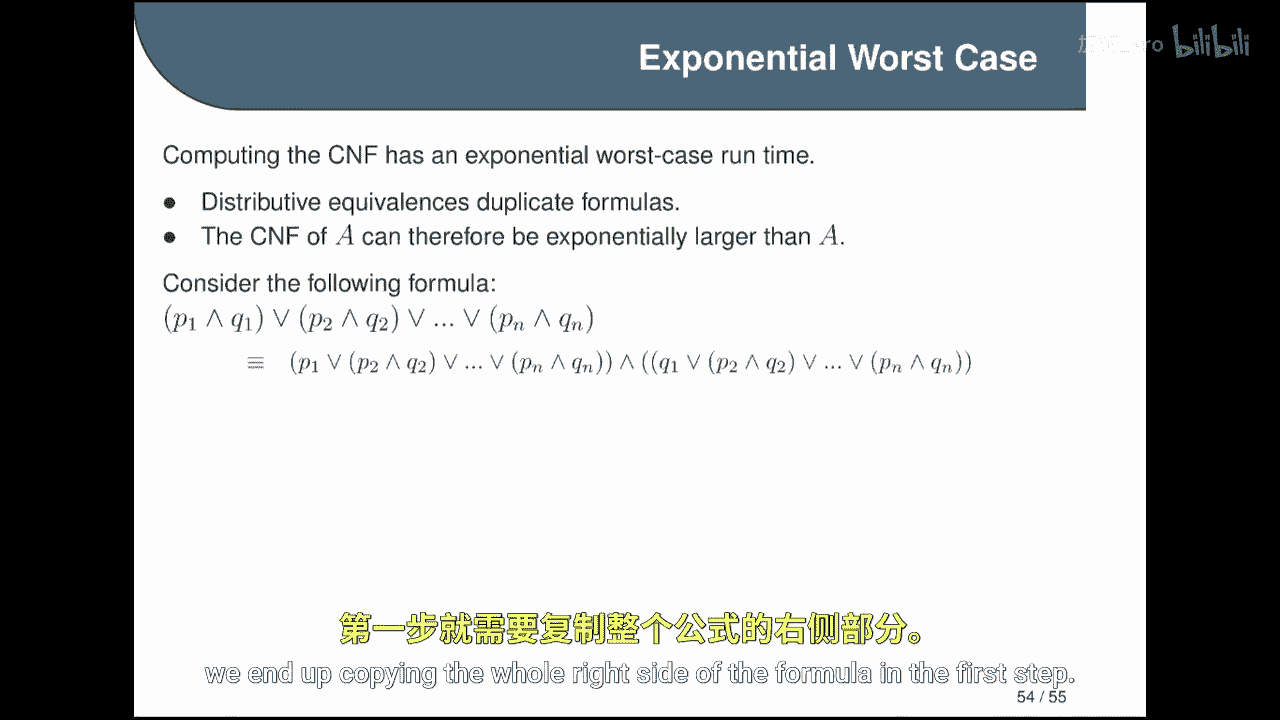 Exponential Worst Case
bilibili
Computing the CNF has an exponential worst-case run time.
● Distributive equivalences duplicate formulas.
● The CNF of A can therefore be exponentially larger than A.
Consider the following formula:
(p₁ ∧ q₁) ∨ (p₂ ∧ q₂) ∨ ... ∨ (pₙ ∧ qₙ)
≡ (p₁ ∨ (p₂ ∧ q₂) ∨ ... ∨ (pₙ ∧ qₙ)) ∧ ((q₁ ∨ (p₂ ∧ q₂) ∨ ... ∨ (pₙ ∧ qₙ))
第一步就需要复制整个公式的右侧部分。
we end up copying the whole right side of the formula in the first step.
54 / 55